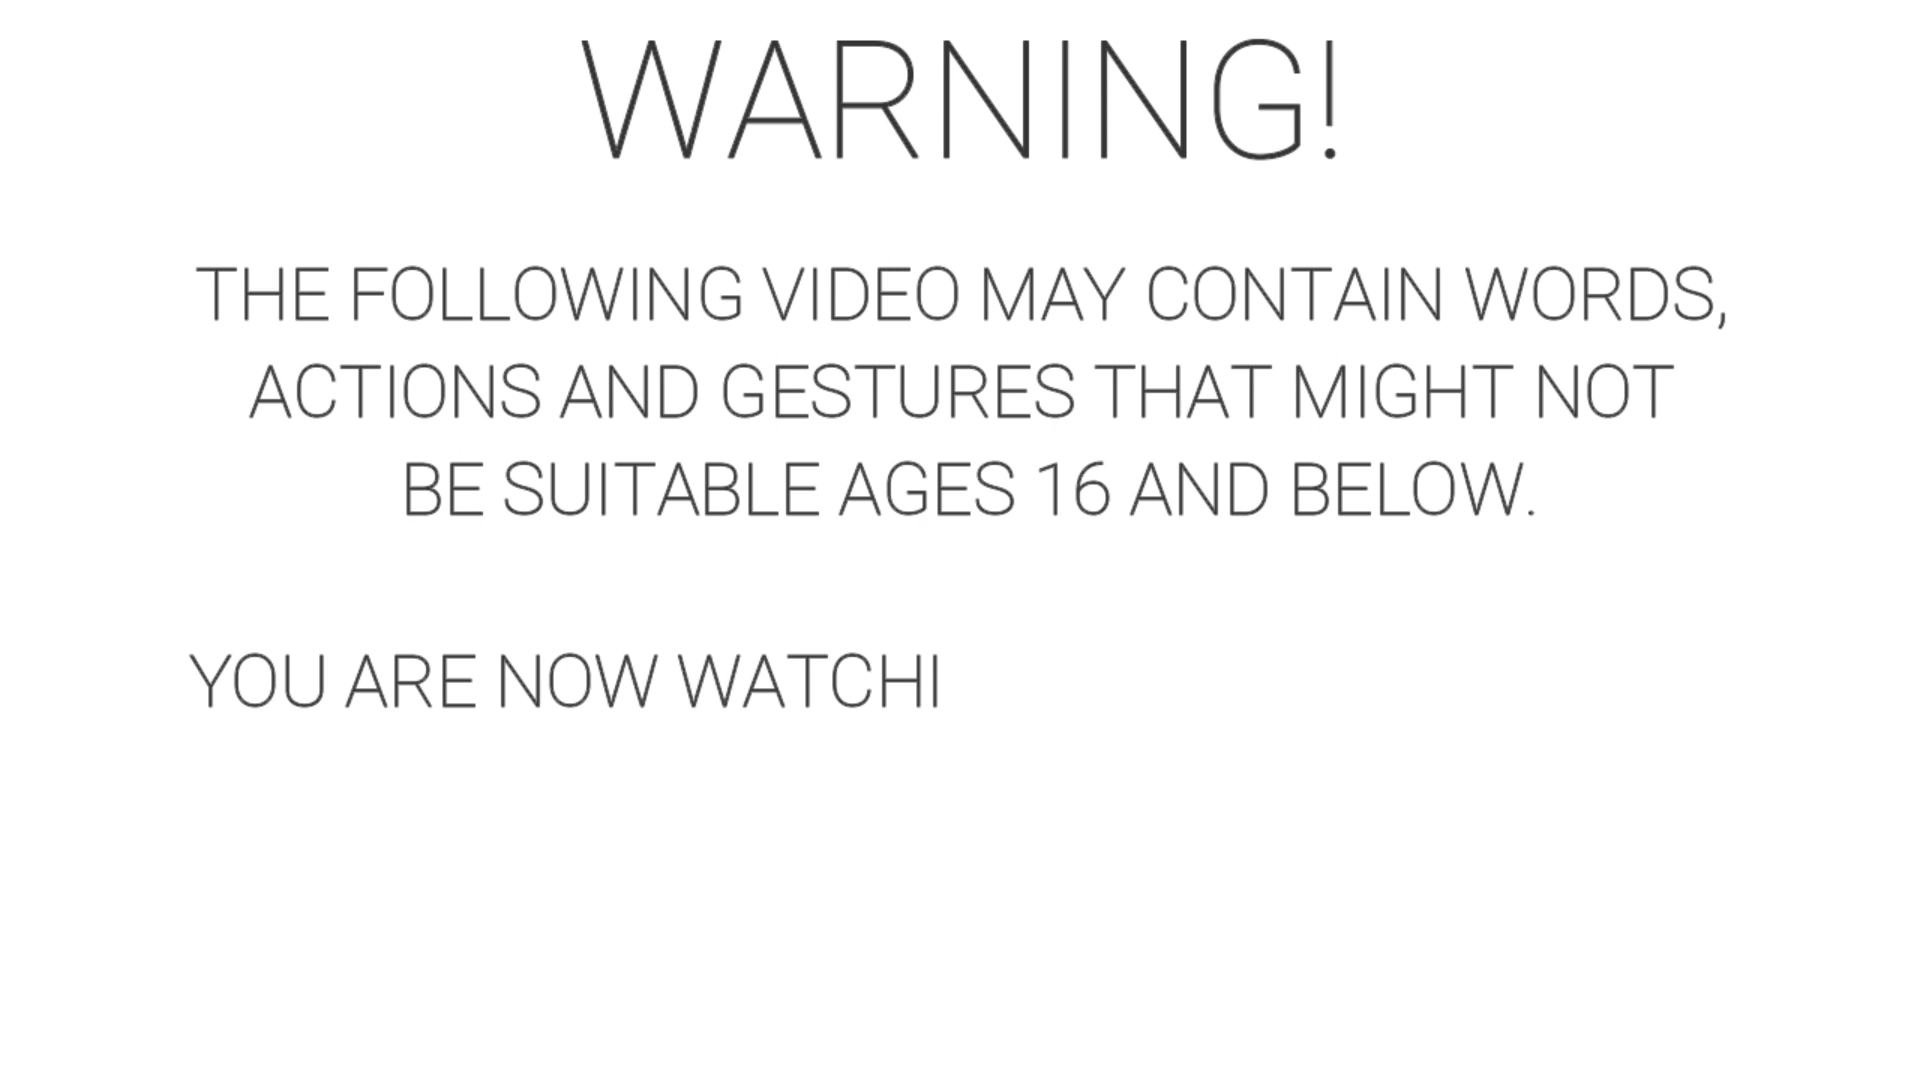 WARNING!
THE FOLLOWING VIDEO MAY CONTAIN WORDS,
ACTIONS AND GESTURES THAT MIGHT NOT
BE SUITABLE AGES 16 AND BELOW.
YOU ARE NOW WATCHI